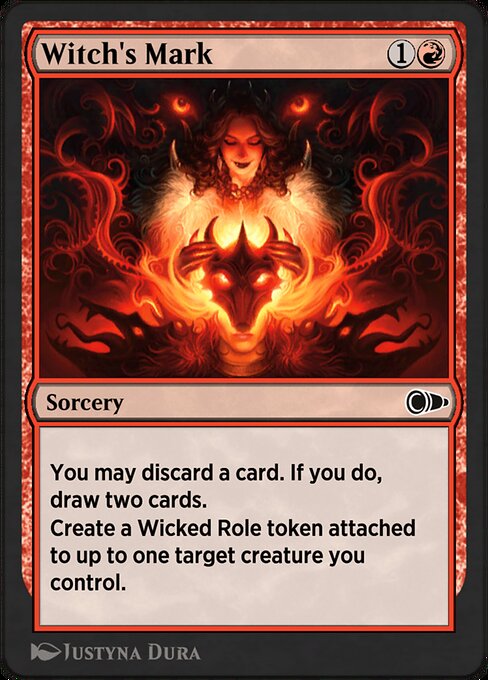 Witch's Mark
1
Sorcery
You may discard a card. If you do,
draw two cards.
Create a Wicked Role token attached
to up to one target creature you
control.
Justyna Dura